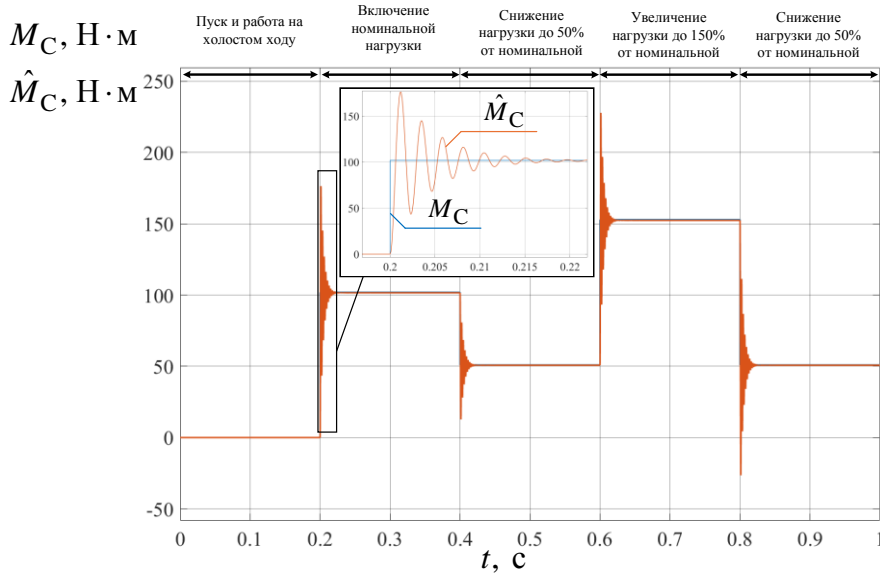 M_C, Н·м
M̂_C, Н·м
Пуск и работа на
холостом ходу
Включение
номинальной
нагрузки
Снижение
нагрузки до 50%
от номинальной
Увеличение
нагрузки до 150%
от номинальной
Снижение
нагрузки до 50%
от номинальной
250
200
150
100
50
0
-50
0 0.1 0.2 0.3 0.4 0.5 0.6 0.7 0.8 0.9 1
t, с
150
100
50
0
M̂_C
M_C
0.2 0.205 0.21 0.215 0.22